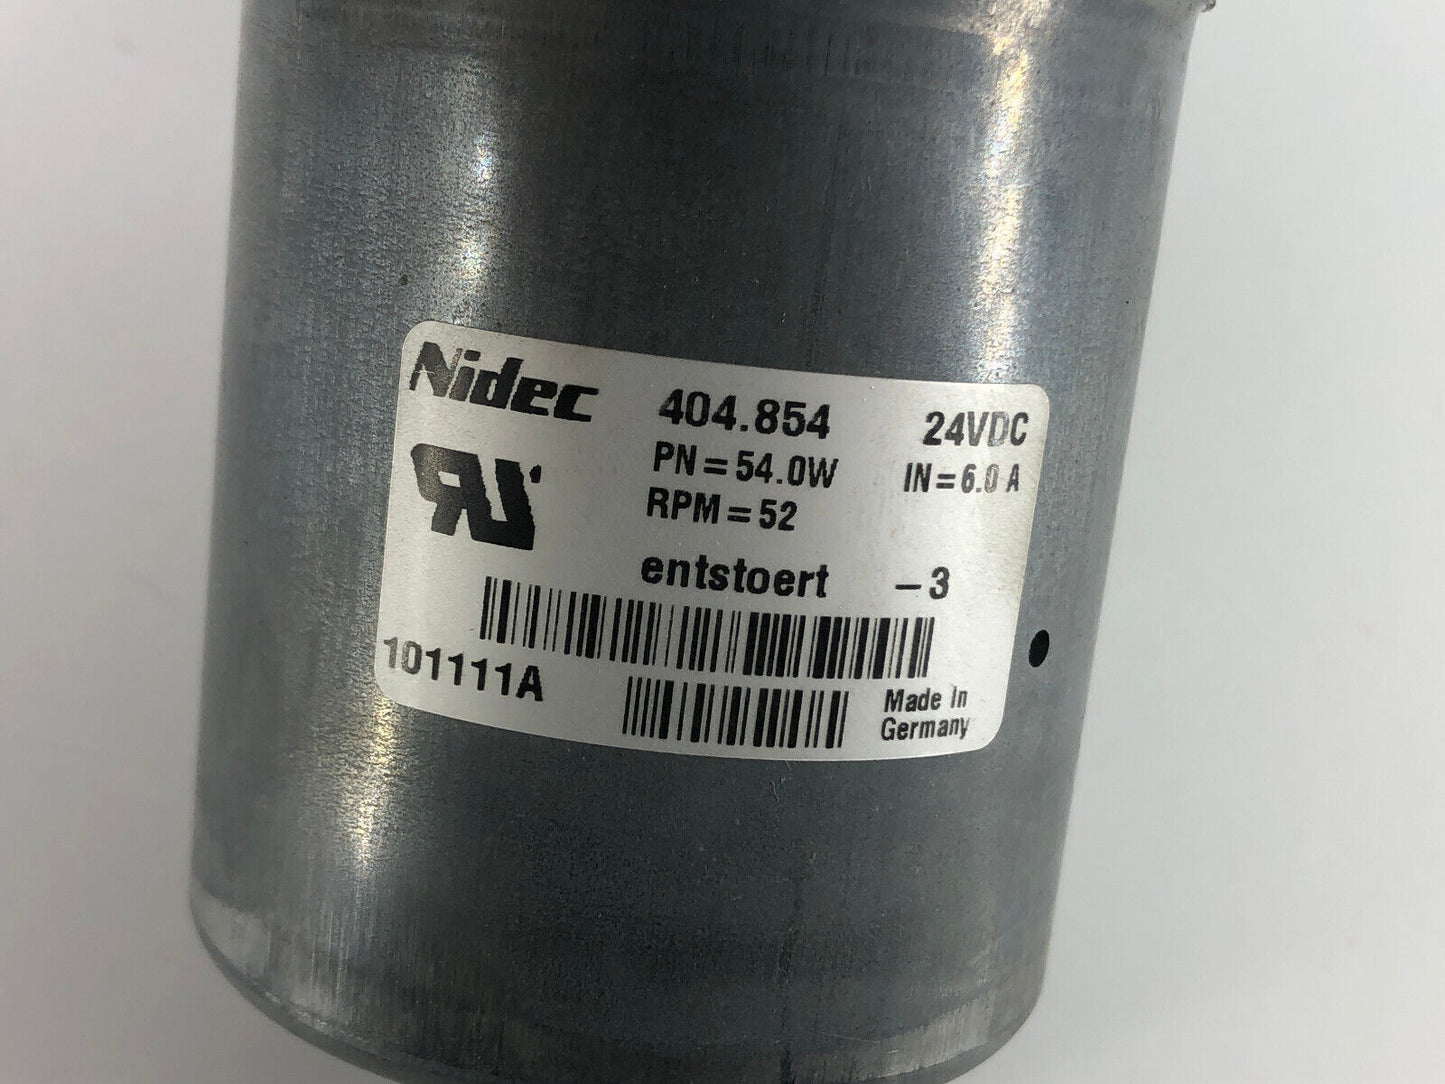 Nidec 404.854 24VDC
PN=54.0W IN=6.0 A
RPM=52
entstoert -3
101111A
Made In
Germany